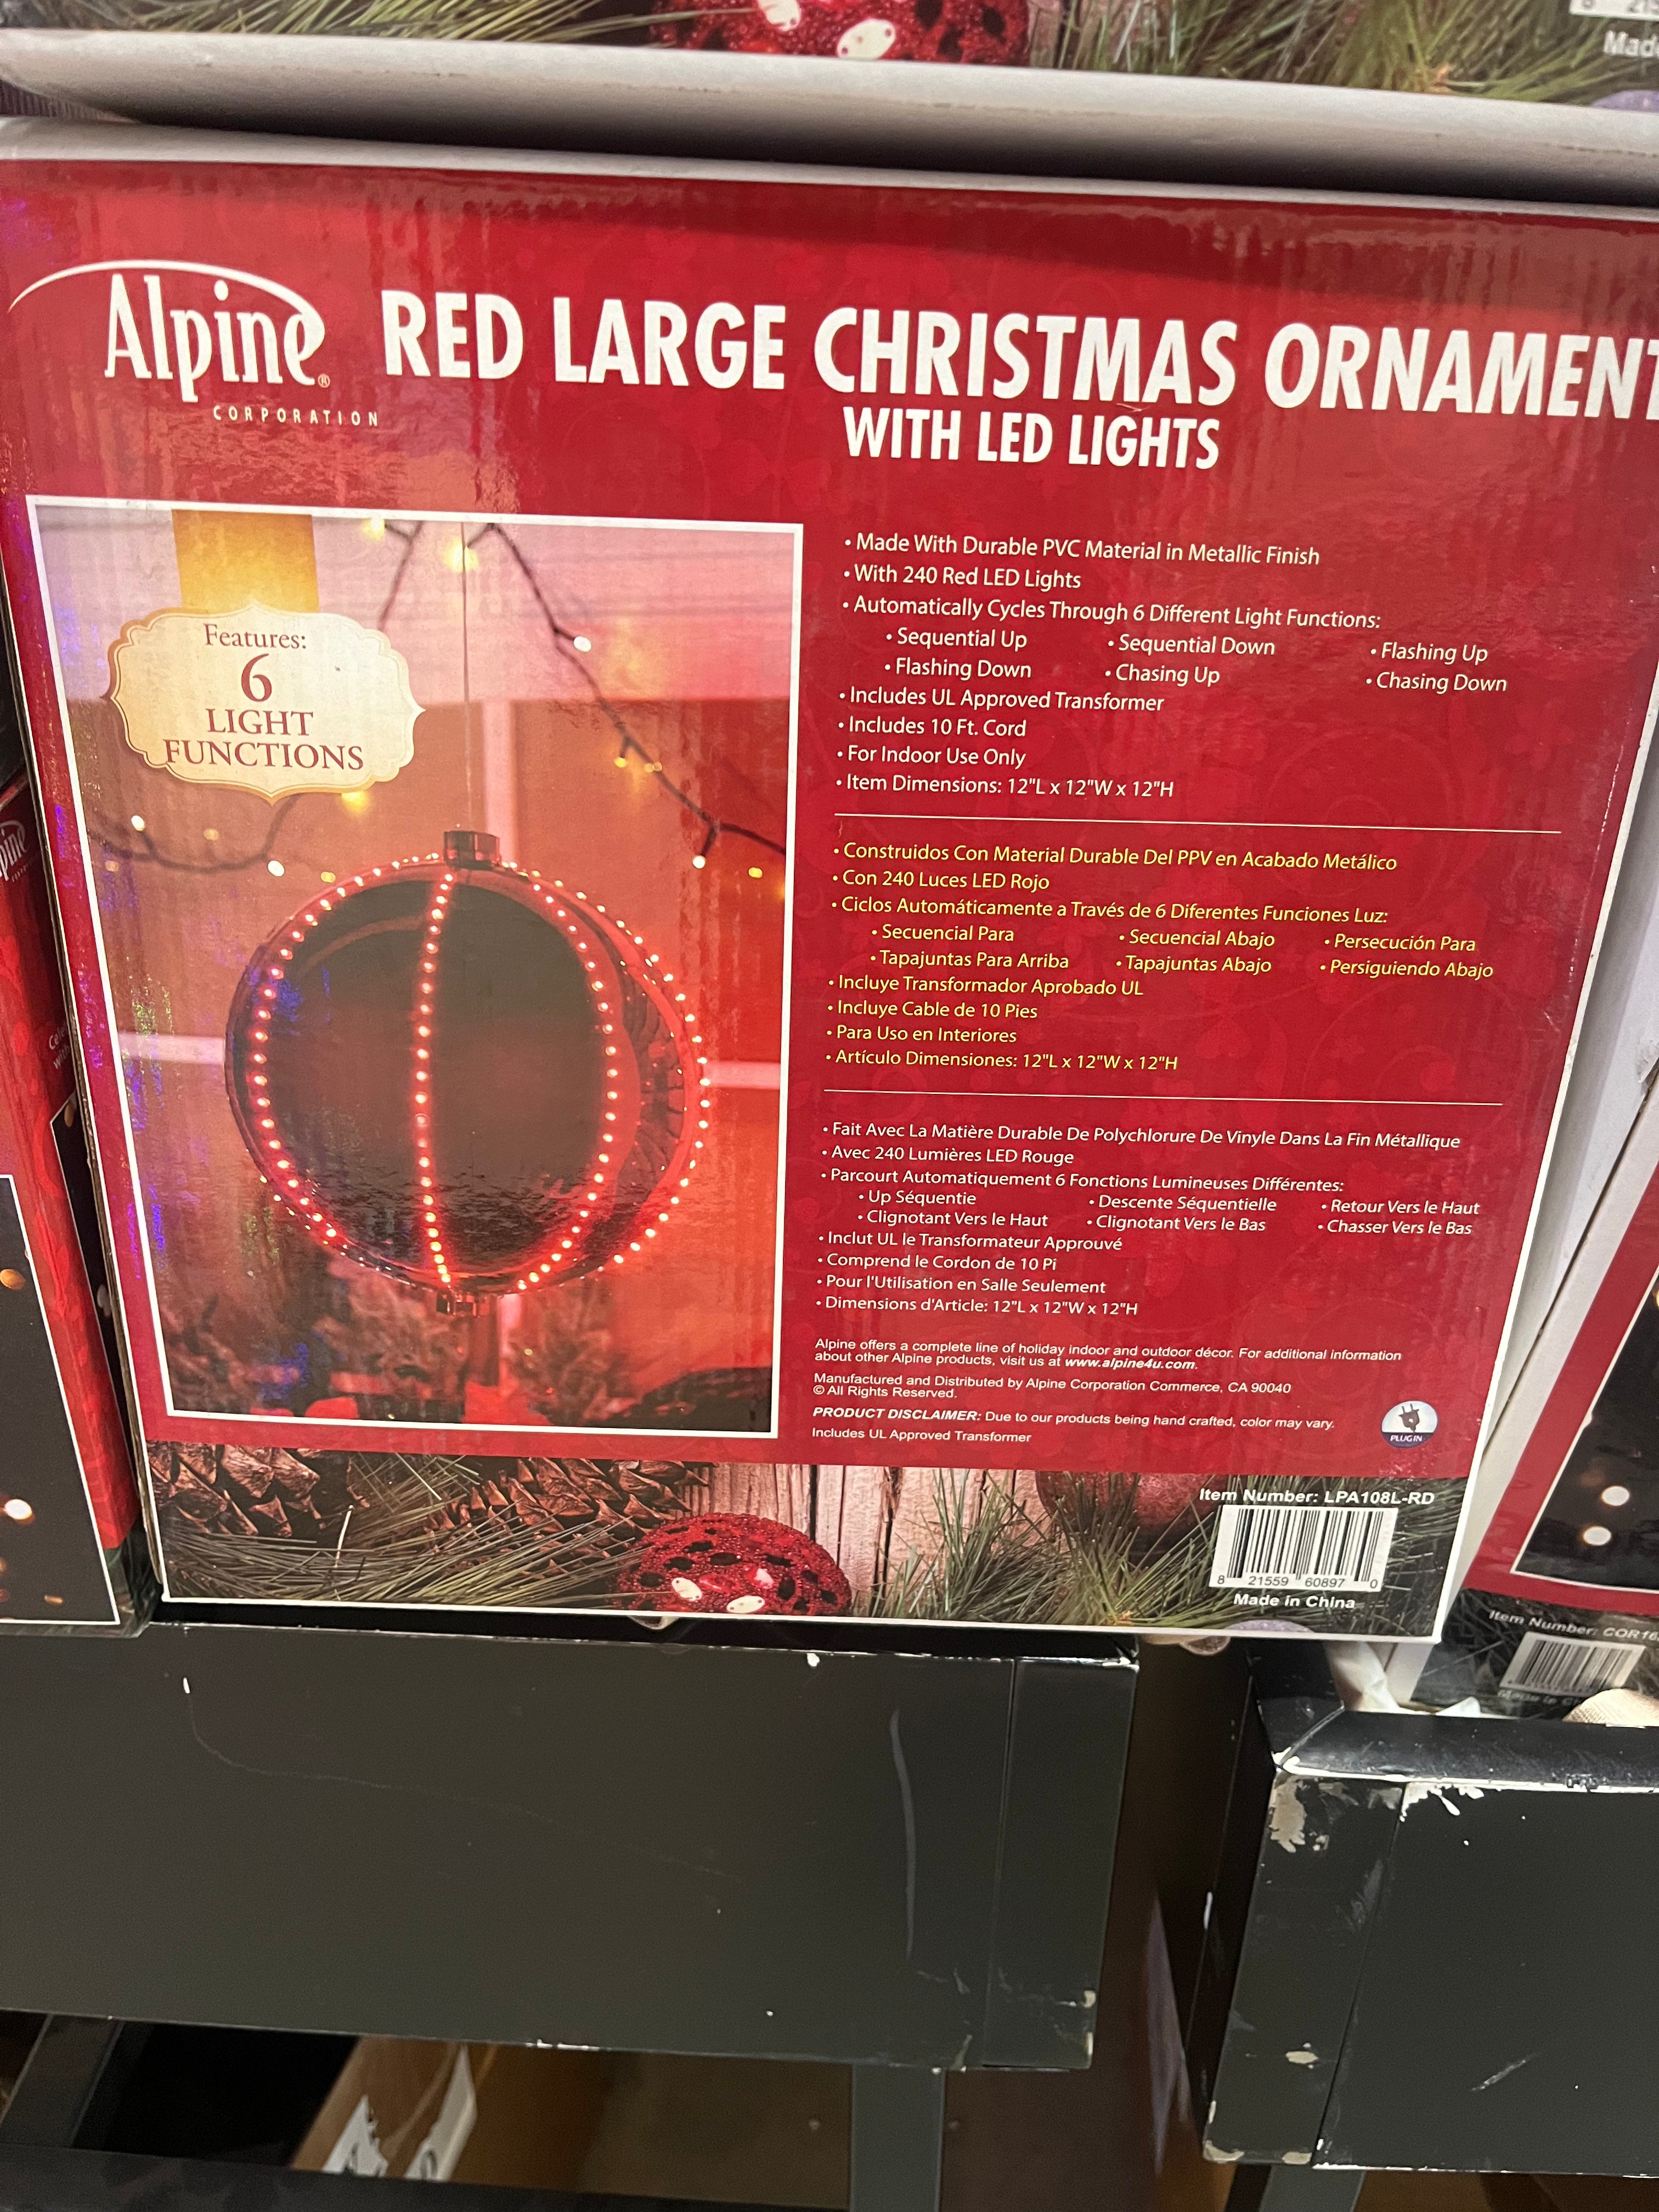 Alpine®
CORPORATION
RED LARGE CHRISTMAS ORNAMENT
WITH LED LIGHTS
Features:
6
LIGHT
FUNCTIONS
• Made With Durable PVC Material in Metallic Finish
• With 240 Red LED Lights
• Automatically Cycles Through 6 Different Light Functions:
• Sequential Up • Sequential Down • Flashing Up
• Flashing Down • Chasing Up • Chasing Down
• Includes UL Approved Transformer
• Includes 10 Ft. Cord
• For Indoor Use Only
• Item Dimensions: 12"L x 12"W x 12"H
• Construidos Con Material Durable Del PPV en Acabado Metálico
• Con 240 Luces LED Rojo
• Ciclos Automáticamente a Través de 6 Diferentes Funciones Luz:
• Secuencial Para • Secuencial Abajo • Persecución Para
• Tapajuntas Para Arriba • Tapajuntas Abajo • Persiguiendo Abajo
• Incluye Transformador Aprobado UL
• Incluye Cable de 10 Pies
• Para Uso en Interiores
• Artículo Dimensiones: 12"L x 12"W x 12"H
• Fait Avec La Matière Durable De Polychlorure De Vinyle Dans La Fin Métallique
• Avec 240 Lumières LED Rouge
• Parcourt Automatiquement 6 Fonctions Lumineuses Différentes:
• Up Séquentie • Descente Séquentielle • Retour Vers le Haut
• Clignotant Vers le Haut • Clignotant Vers le Bas • Chasser Vers le Bas
• Inclut UL le Transformateur Approuvé
• Comprend le Cordon de 10 Pi
• Pour l'Utilisation en Salle Seulement
• Dimensions d'Article: 12"L x 12"W x 12"H
Alpine offers a complete line of holiday indoor and outdoor décor. For additional information
about other Alpine products, visit us at www.alpine4u.com.
Manufactured and Distributed by Alpine Corporation Commerce, CA 90040
© All Rights Reserved.
PRODUCT DISCLAIMER: Due to our products being hand crafted, color may vary.
Includes UL Approved Transformer
PLUG IN
Item Number: LPA108L-RD
8 21559 60897 0
Made in China
Item Number: COR16